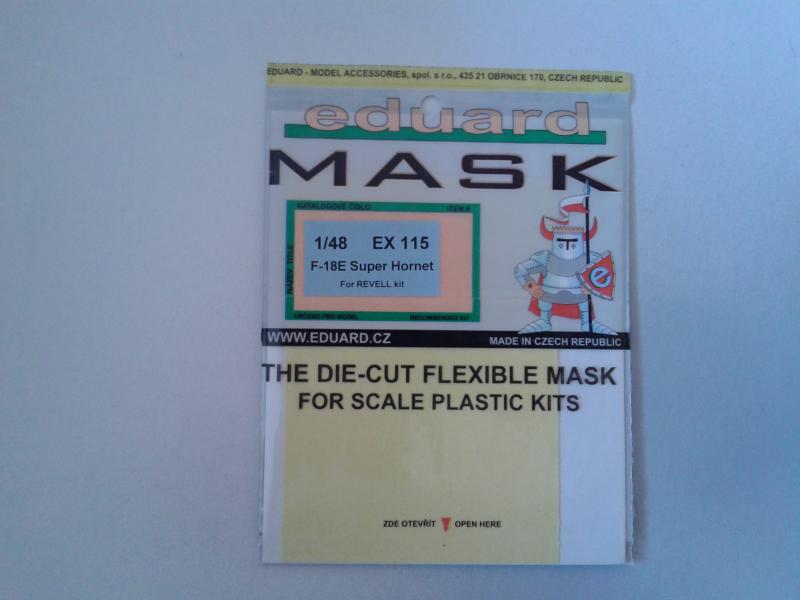 EDUARD - MODEL ACCESSORIES, spol. s r.o., 435 21 OBRNICE 170, CZECH REPUBLIC
eduard
MASK
KATALOGOVÉ ČÍSLO ITEM #
1/48 EX 115
NÁZEV TITLE
F-18E Super Hornet
For REVELL kit
e
URČENO PRO MODEL RECOMMENDED KIT
WWW.EDUARD.CZ MADE IN CZECH REPUBLIC
THE DIE-CUT FLEXIBLE MASK
FOR SCALE PLASTIC KITS
ZDE OTEVŘÍT OPEN HERE